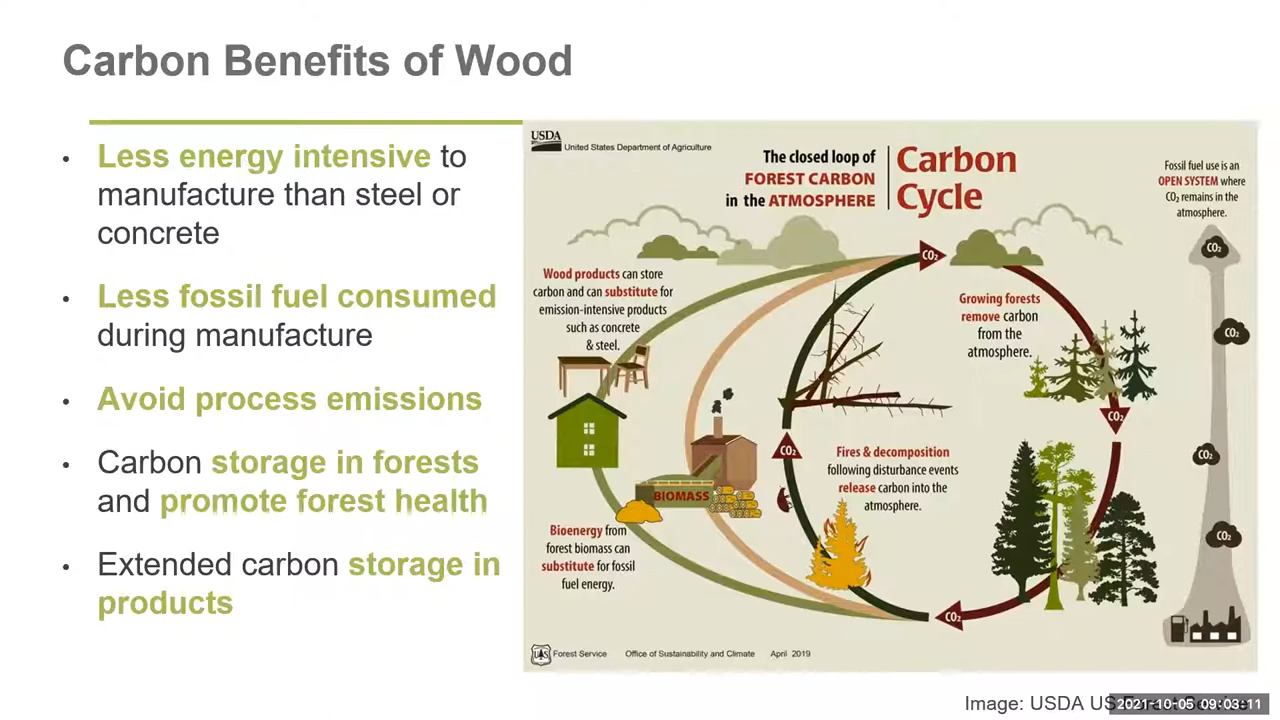 Carbon Benefits of Wood
• Less energy intensive to
manufacture than steel or
concrete
• Less fossil fuel consumed
during manufacture
• Avoid process emissions
• Carbon storage in forests
and promote forest health
• Extended carbon storage in
products
USDA
United States Department of Agriculture
The closed loop of
FOREST CARBON
in the ATMOSPHERE
Carbon
Cycle
Fossil fuel use is an
OPEN SYSTEM where
CO₂ remains in the
atmosphere.
CO₂
CO₂
CO₂
CO₂
CO₂
Wood products can store
carbon and can substitute for
emission-intensive products
such as concrete
& steel.
Growing forests
remove carbon
from the
atmosphere.
CO₂
CO₂
Fires & decomposition
following disturbance events
release carbon into the
atmosphere.
BIOMASS
Bioenergy from
forest biomass can
substitute for fossil
fuel energy.
CO₂
UAS
Forest Service Office of Sustainability and Climate April 2019
Image: USDA US
2021-10-05 09:03:11